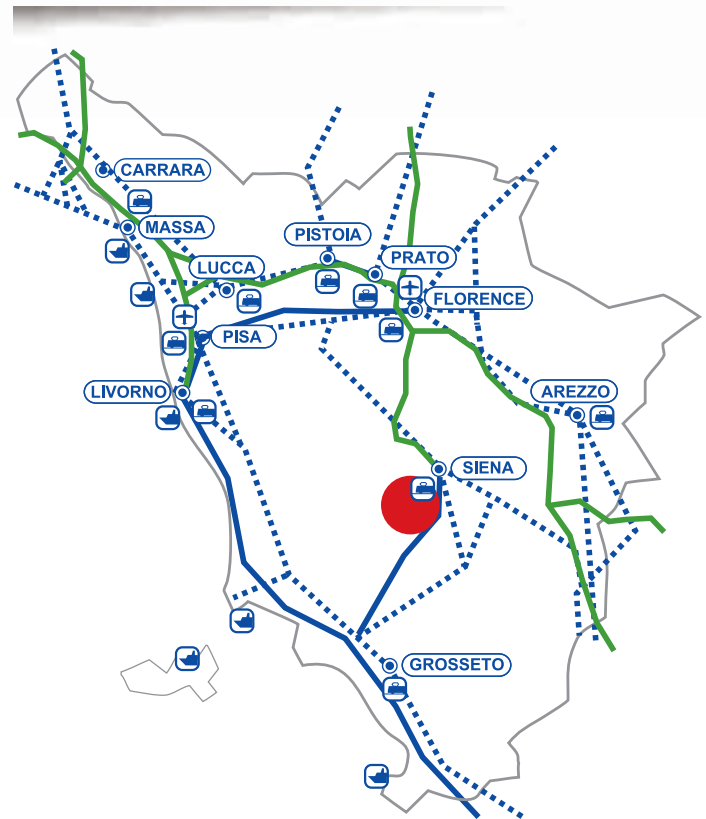 CARRARA
MASSA
PISTOIA
PRATO
LUCCA
FLORENCE
PISA
LIVORNO
AREZZO
SIENA
GROSSETO